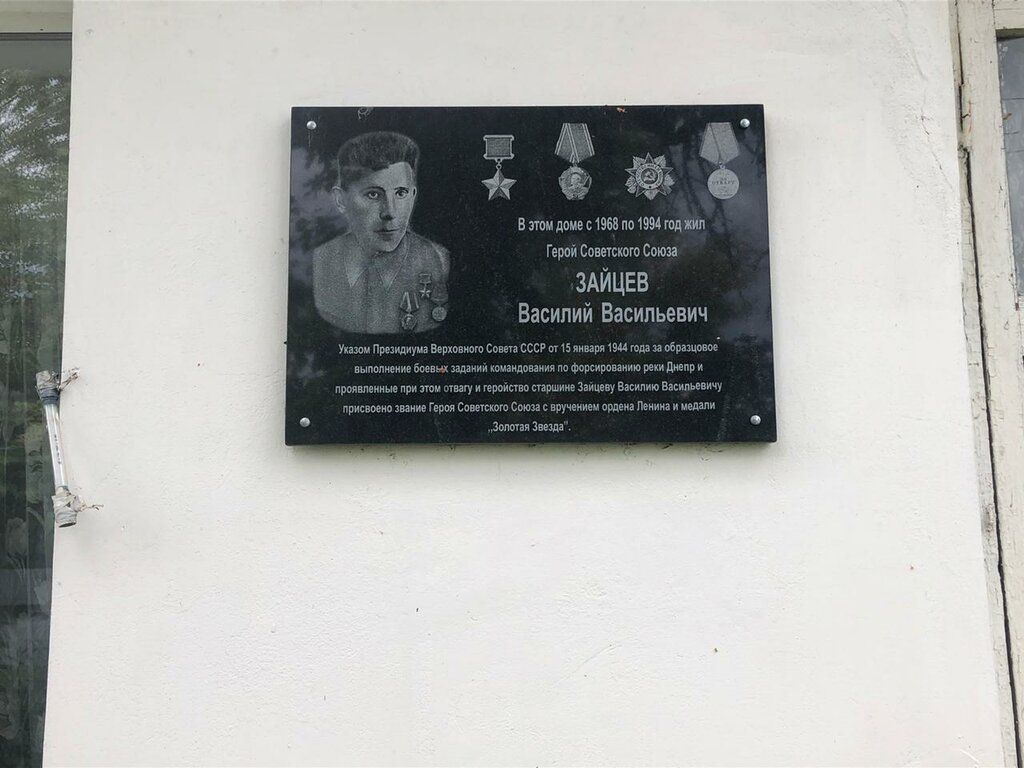 В этом доме с 1968 по 1994 год жил
Герой Советского Союза
ЗАЙЦЕВ
Василий Васильевич
Указом Президиума Верховного Совета СССР от 15 января 1944 года за образцовое
выполнение боевых заданий командования по форсированию реки Днепр и
проявленные при этом отвагу и геройство старшине Зайцеву Василию Васильевичу
присвоено звание Героя Советского Союза с вручением ордена Ленина и медали
„Золотая Звезда".